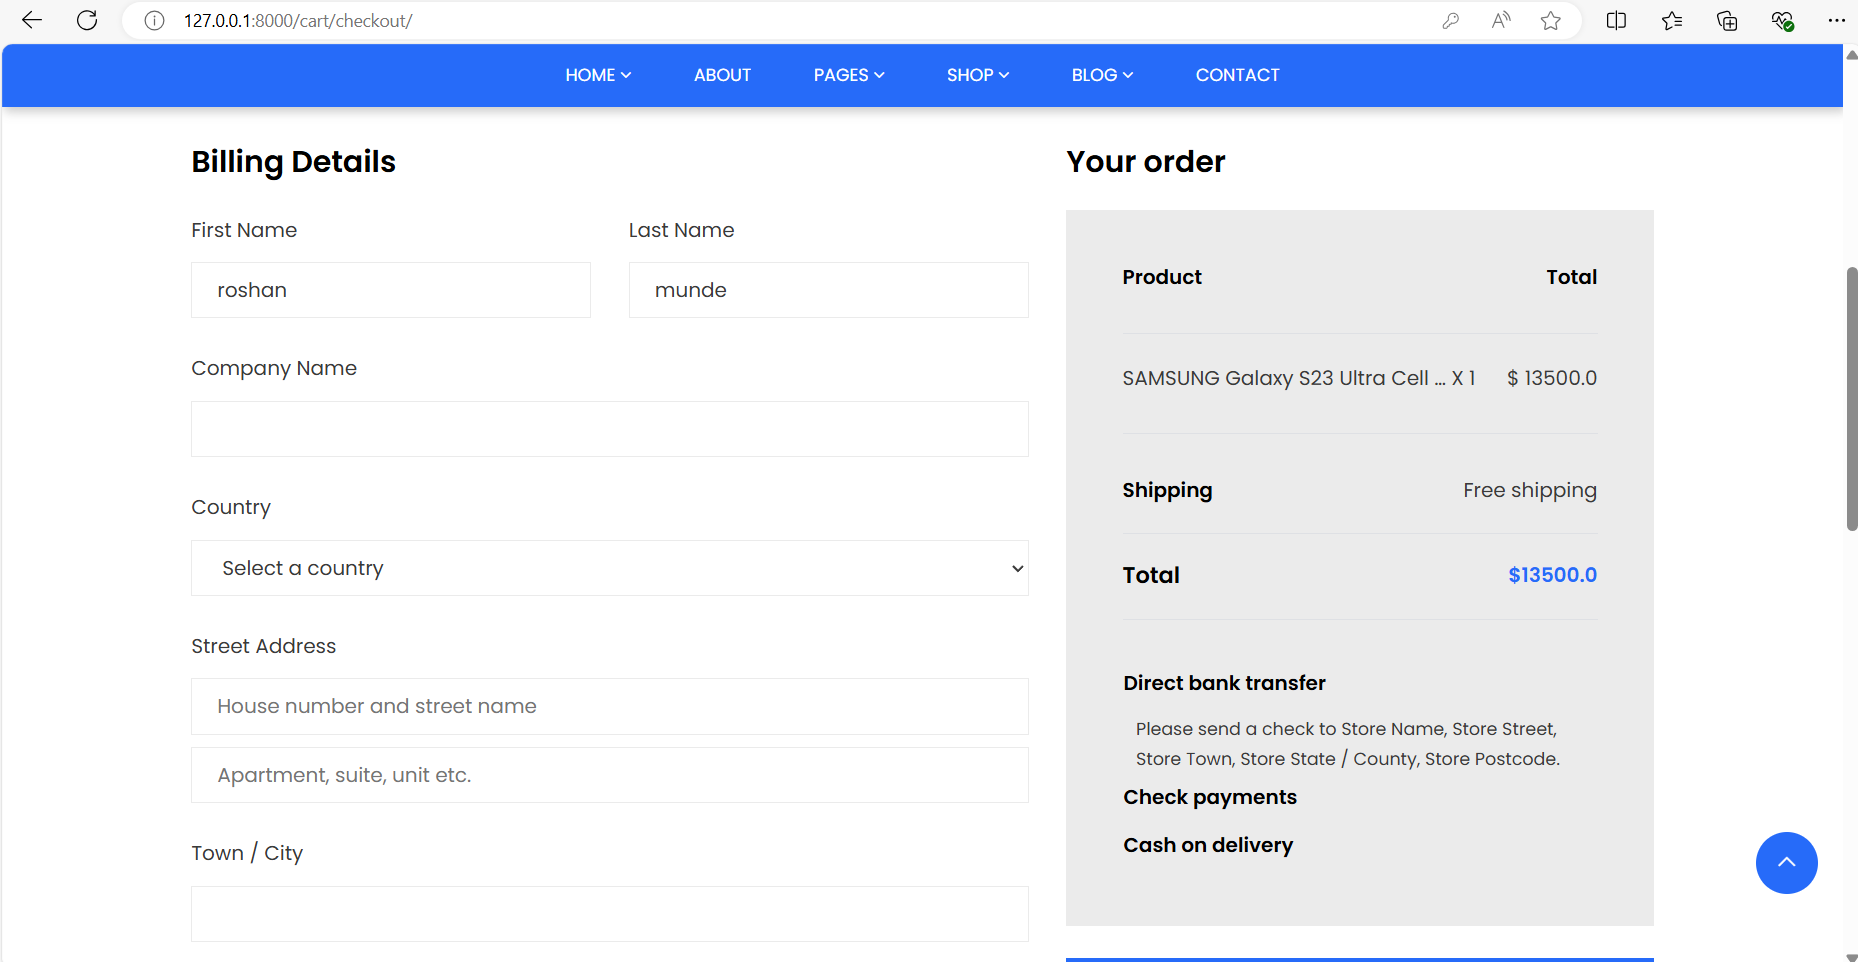 127.0.0.1:8000/cart/checkout/
HOME ABOUT PAGES SHOP BLOG CONTACT
Billing Details
First Name Last Name
roshan munde
Company Name
Country
Select a country
Street Address
House number and street name
Apartment, suite, unit etc.
Town / City
Your order
Product Total
SAMSUNG Galaxy S23 Ultra Cell ... X 1 $ 13500.0
Shipping Free shipping
Total $13500.0
Direct bank transfer
Please send a check to Store Name, Store Street,
Store Town, Store State / County, Store Postcode.
Check payments
Cash on delivery